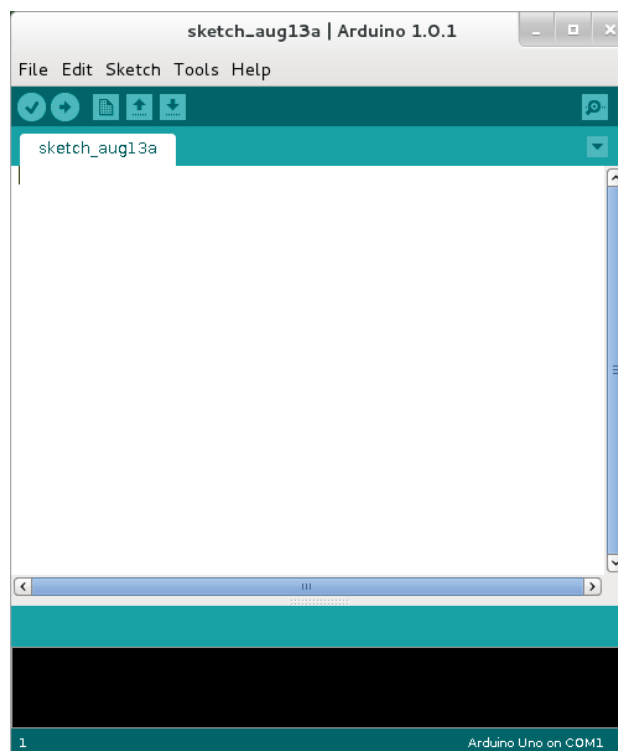 sketch_aug13a | Arduino 1.0.1
File Edit Sketch Tools Help
sketch_aug13a
1 Arduino Uno on COM1